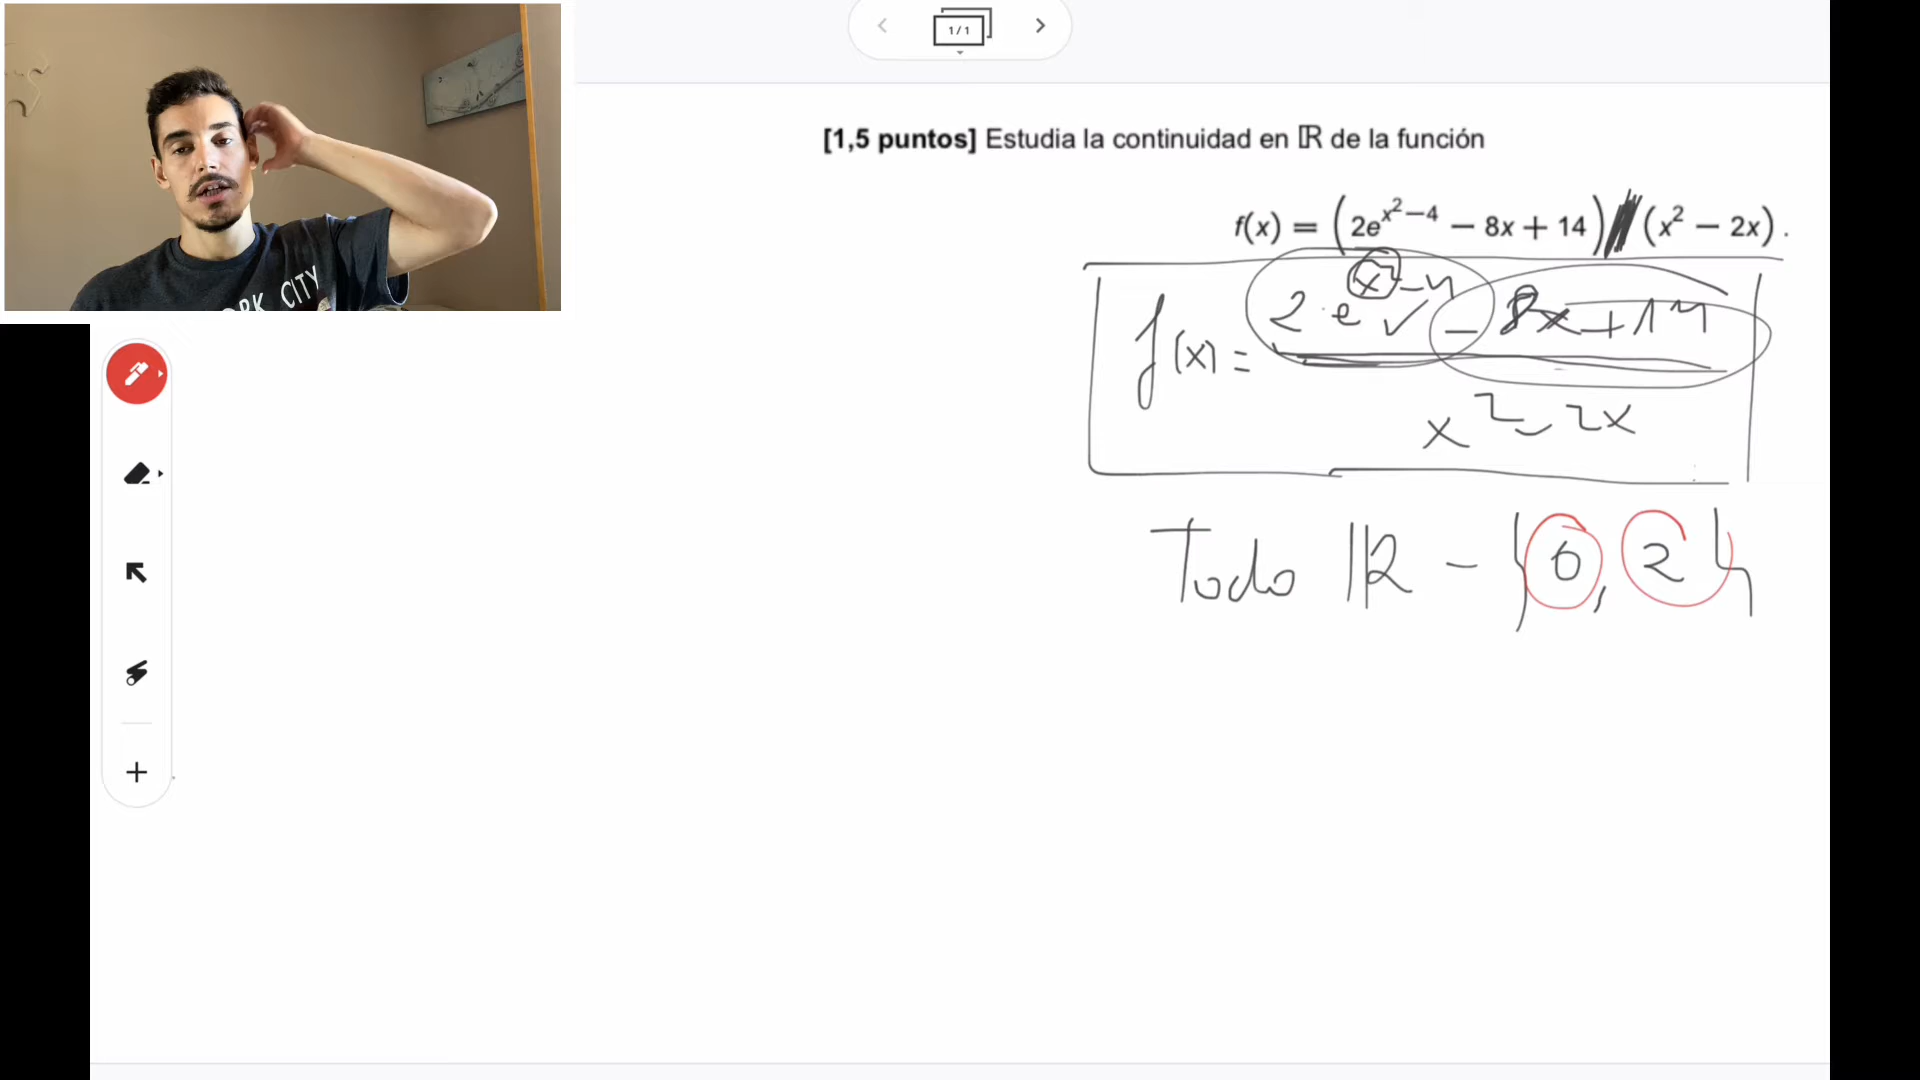 1/1
[1,5 puntos] Estudia la continuidad en ℝ de la función
f(x) = (2e^{x²−4} − 8x + 14) / (x² − 2x).
f(x) = 2·e^{x²−4} ✓ − 8x + 14
x² − 2x
Todo ℝ − {0, 2}
CITY